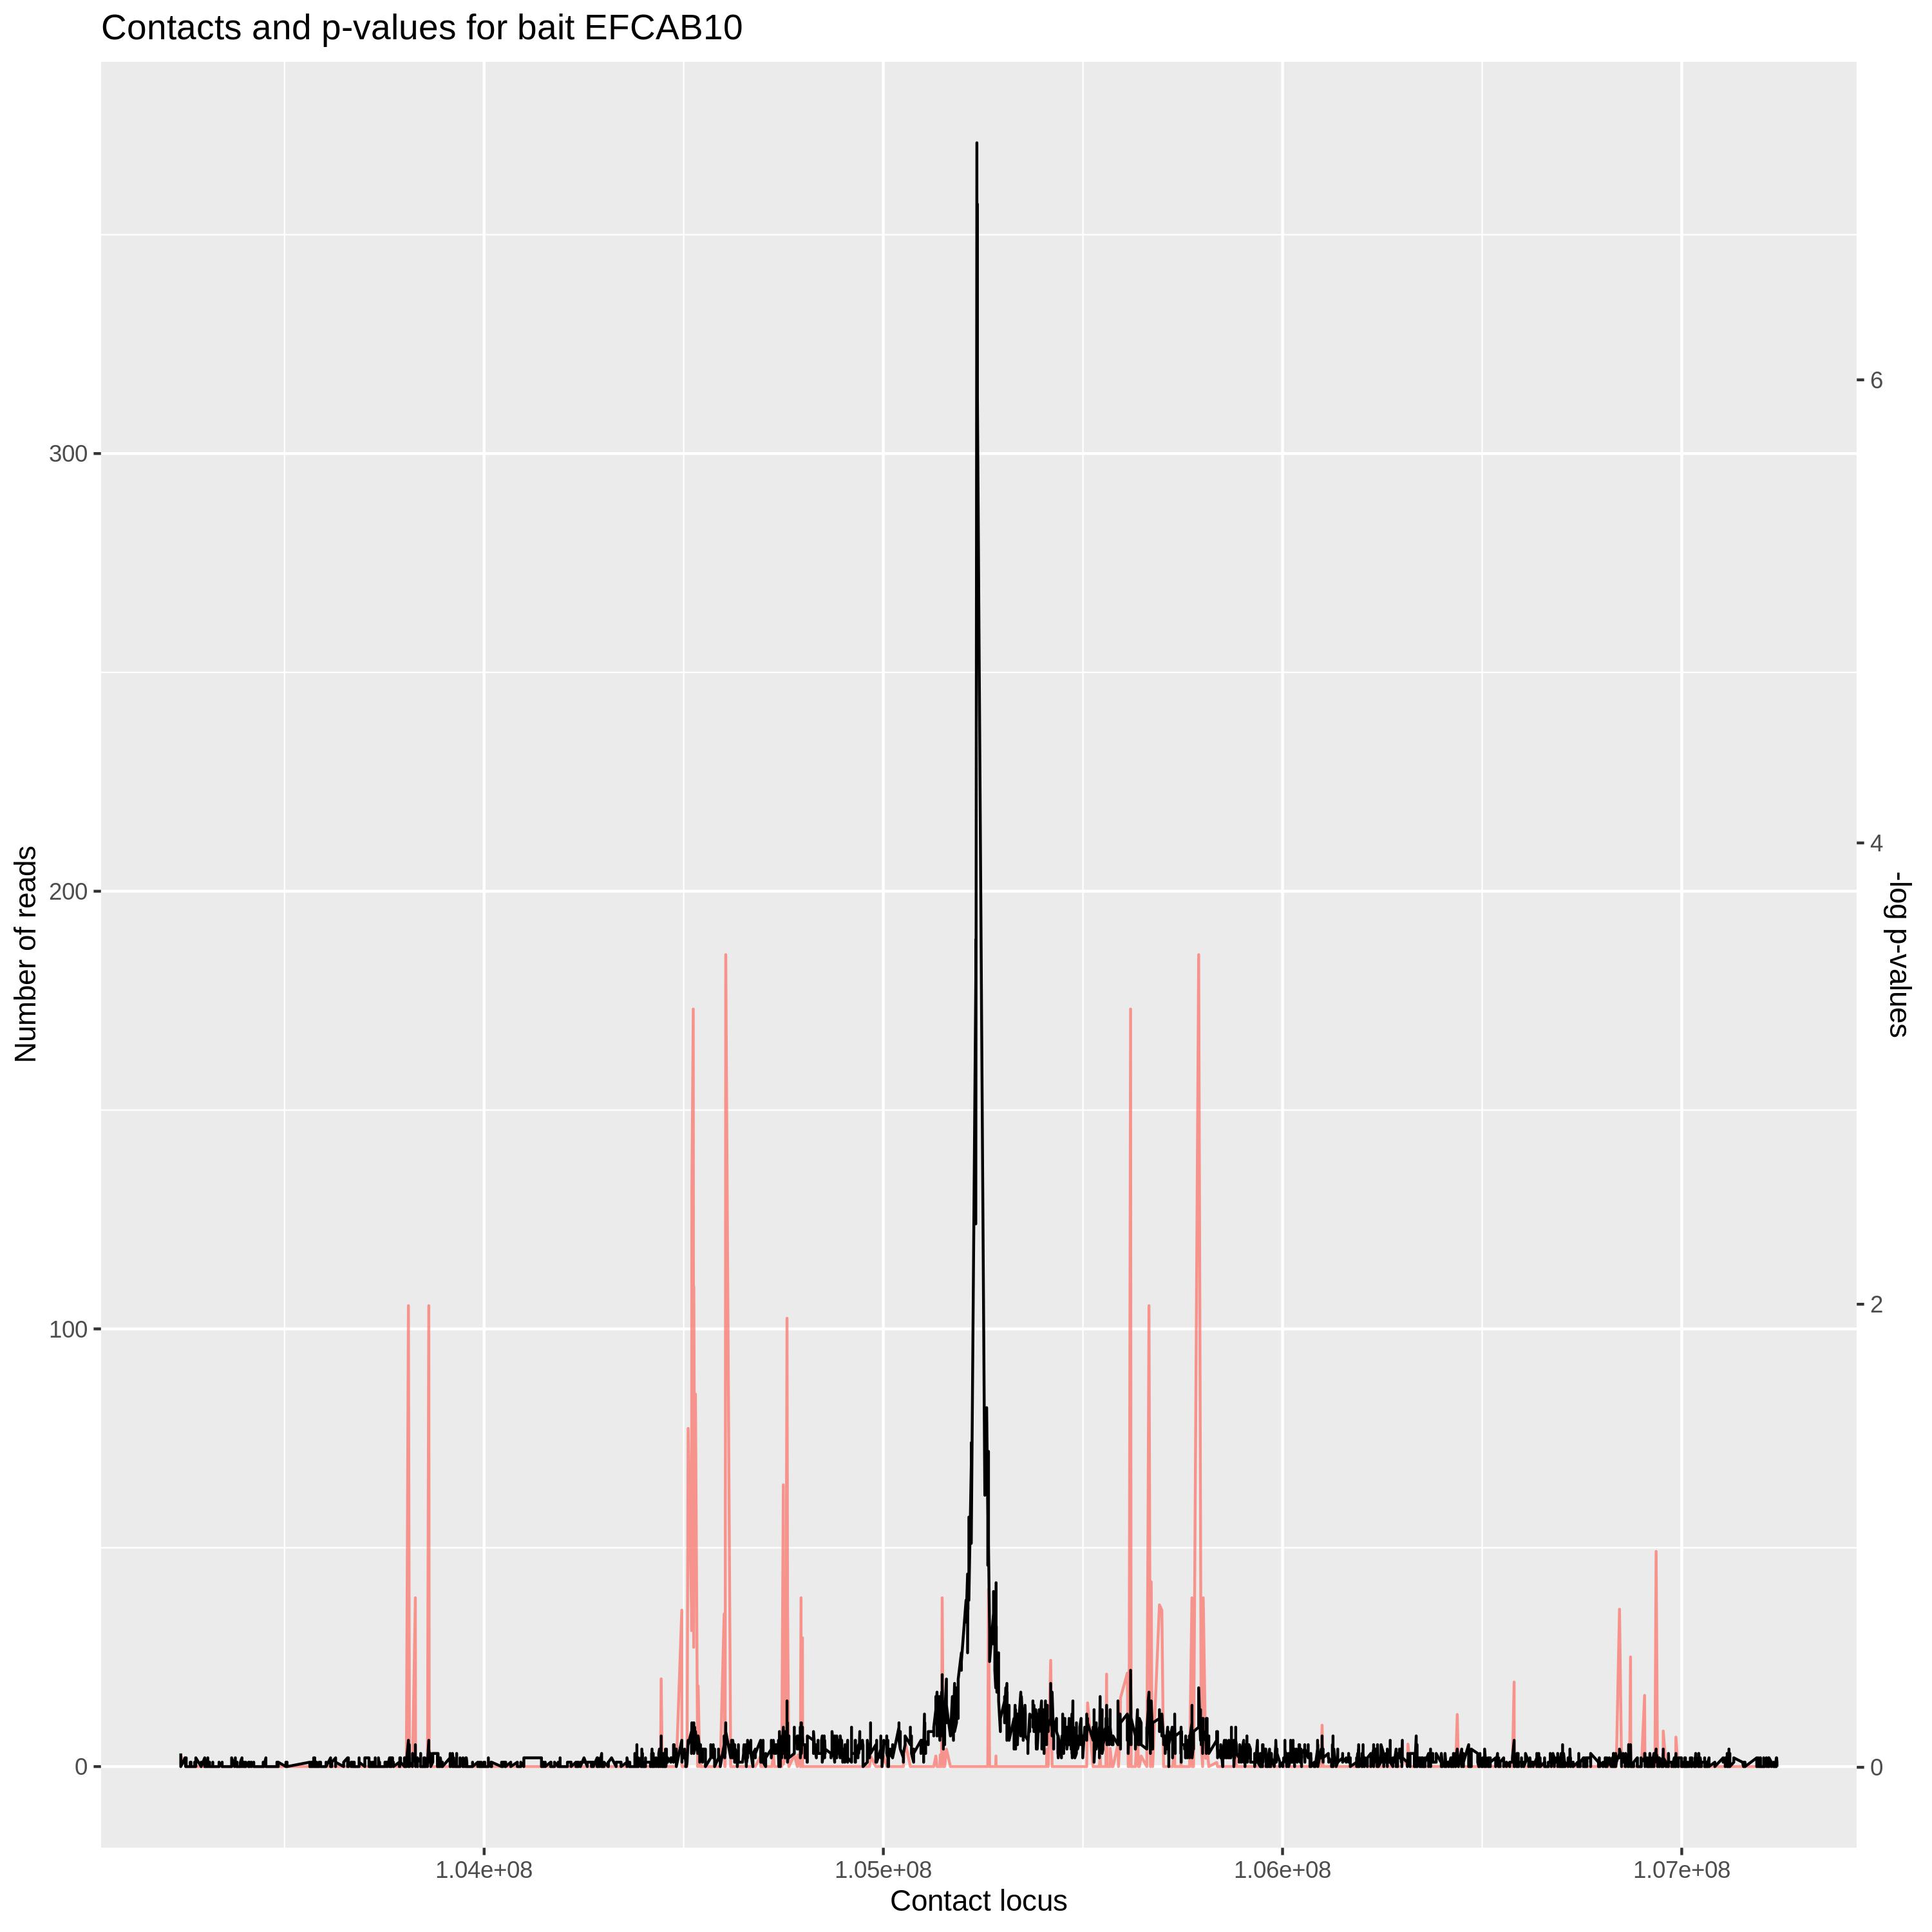 Contacts and p-values for bait EFCAB10
Number of reads
300
200
100
0
6
4
2
0
-log p-values
1.04e+08
1.05e+08
1.06e+08
1.07e+08
Contact locus